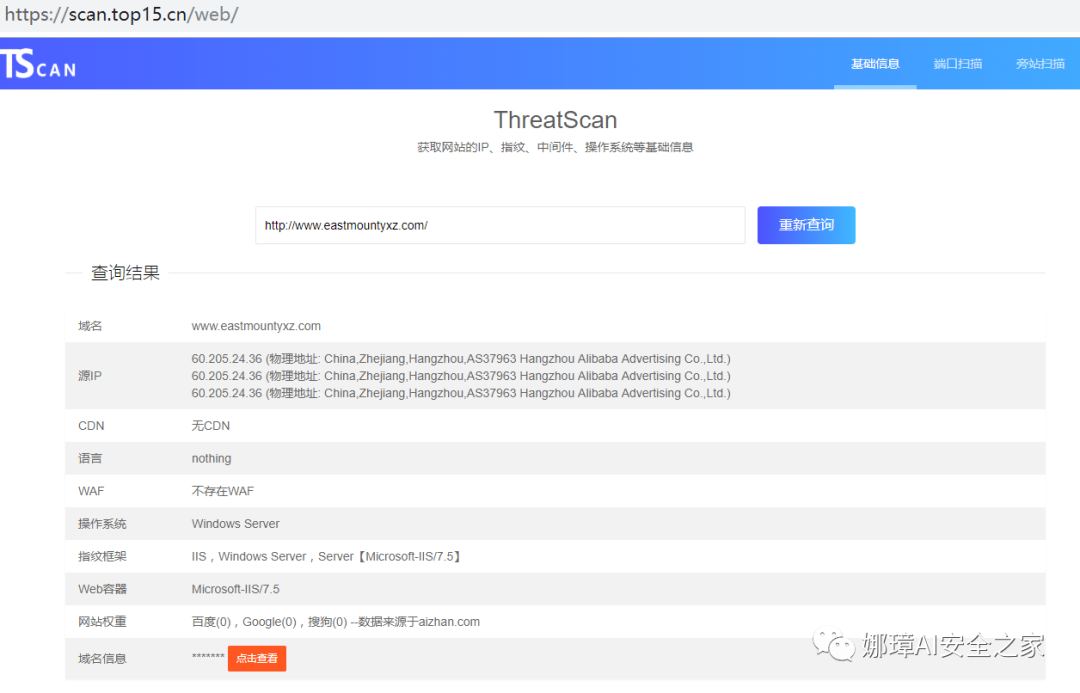 https://scan.top15.cn/web/
TSCAN
基础信息 端口扫描 旁站扫描
ThreatScan
获取网站的IP、指纹、中间件、操作系统等基础信息
http://www.eastmountyxz.com/ 重新查询
查询结果
域名 www.eastmountyxz.com
60.205.24.36 (物理地址: China,Zhejiang,Hangzhou,AS37963 Hangzhou Alibaba Advertising Co.,Ltd.)
源IP 60.205.24.36 (物理地址: China,Zhejiang,Hangzhou,AS37963 Hangzhou Alibaba Advertising Co.,Ltd.)
60.205.24.36 (物理地址: China,Zhejiang,Hangzhou,AS37963 Hangzhou Alibaba Advertising Co.,Ltd.)
CDN 无CDN
语言 nothing
WAF 不存在WAF
操作系统 Windows Server
指纹框架 IIS，Windows Server，Server【Microsoft-IIS/7.5】
Web容器 Microsoft-IIS/7.5
网站权重 百度(0)，Google(0)，搜狗(0) --数据来源于aizhan.com
域名信息 ******* 点击查看
娜璋AI安全之家